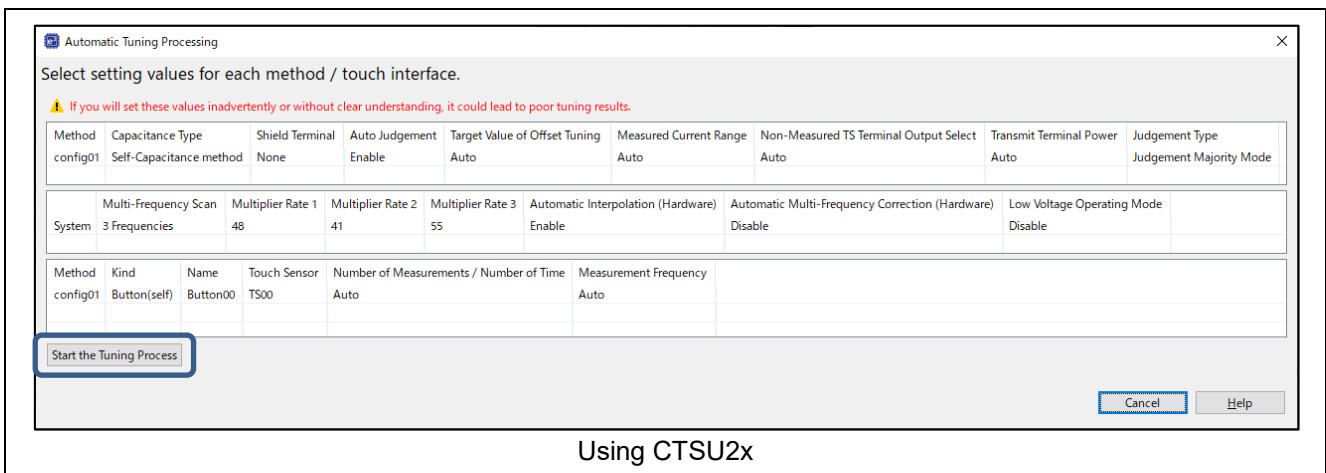 Automatic Tuning Processing
Select setting values for each method / touch interface.
If you will set these values inadvertently or without clear understanding, it could lead to poor tuning results.
Method Capacitance Type Shield Terminal Auto Judgement Target Value of Offset Tuning Measured Current Range Non-Measured TS Terminal Output Select Transmit Terminal Power Judgement Type
config01 Self-Capacitance method None Enable Auto Auto Auto Auto Judgement Majority Mode
Multi-Frequency Scan Multiplier Rate 1 Multiplier Rate 2 Multiplier Rate 3 Automatic Interpolation (Hardware) Automatic Multi-Frequency Correction (Hardware) Low Voltage Operating Mode
System 3 Frequencies 48 41 55 Enable Disable Disable
Method Kind Name Touch Sensor Number of Measurements / Number of Time Measurement Frequency
config01 Button(self) Button00 TS00 Auto Auto
Start the Tuning Process
Cancel Help
Using CTSU2x